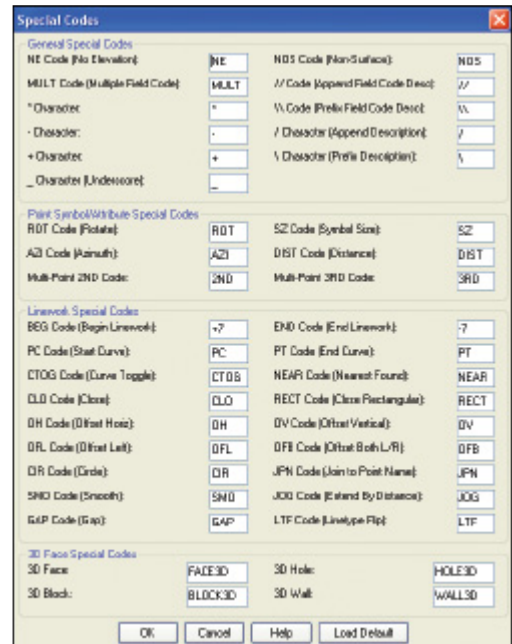 Special Codes
General Special Codes
NE Code (No Elevation): NE NOS Code (Non-Surface): NOS
MULT Code (Multiple Field Code): MULT // Code (Append Field Code Desc): //
* Character: * \\ Code (Prefix Field Code Desc): \\
- Character: - / Character (Append Description): /
+ Character: + \ Character (Prefix Description): \
_ Character (Underscore): _
Point Symbol/Attribute Special Codes
ROT Code (Rotate): ROT SZ Code (Symbol Size): SZ
AZI Code (Azimuth): AZI DIST Code (Distance): DIST
Multi-Point 2ND Code: 2ND Multi-Point 3RD Code: 3RD
Linework Special Codes
BEG Code (Begin Linework): +7 END Code (End Linework): -7
PC Code (Start Curve): PC PT Code (End Curve): PT
CTOG Code (Curve Toggle): CTOG NEAR Code (Nearest Found): NEAR
CLO Code (Close): CLO RECT Code (Close Rectangular): RECT
OH Code (Offset Horiz): OH OV Code (Offset Vertical): OV
OFL Code (Offset Left): OFL OFB Code (Offset Both L/R): OFB
CIR Code (Circle): CIR JPN Code (Join to Point Name): JPN
SMO Code (Smooth): SMO JOG Code (Extend By Distance): JOG
GAP Code (Gap): GAP LTF Code (Linetype Flip): LTF
3D Face Special Codes
3D Face: FACE3D 3D Hole: HOLE3D
3D Block: BLOCK3D 3D Wall: WALL3D
OK Cancel Help Load Default